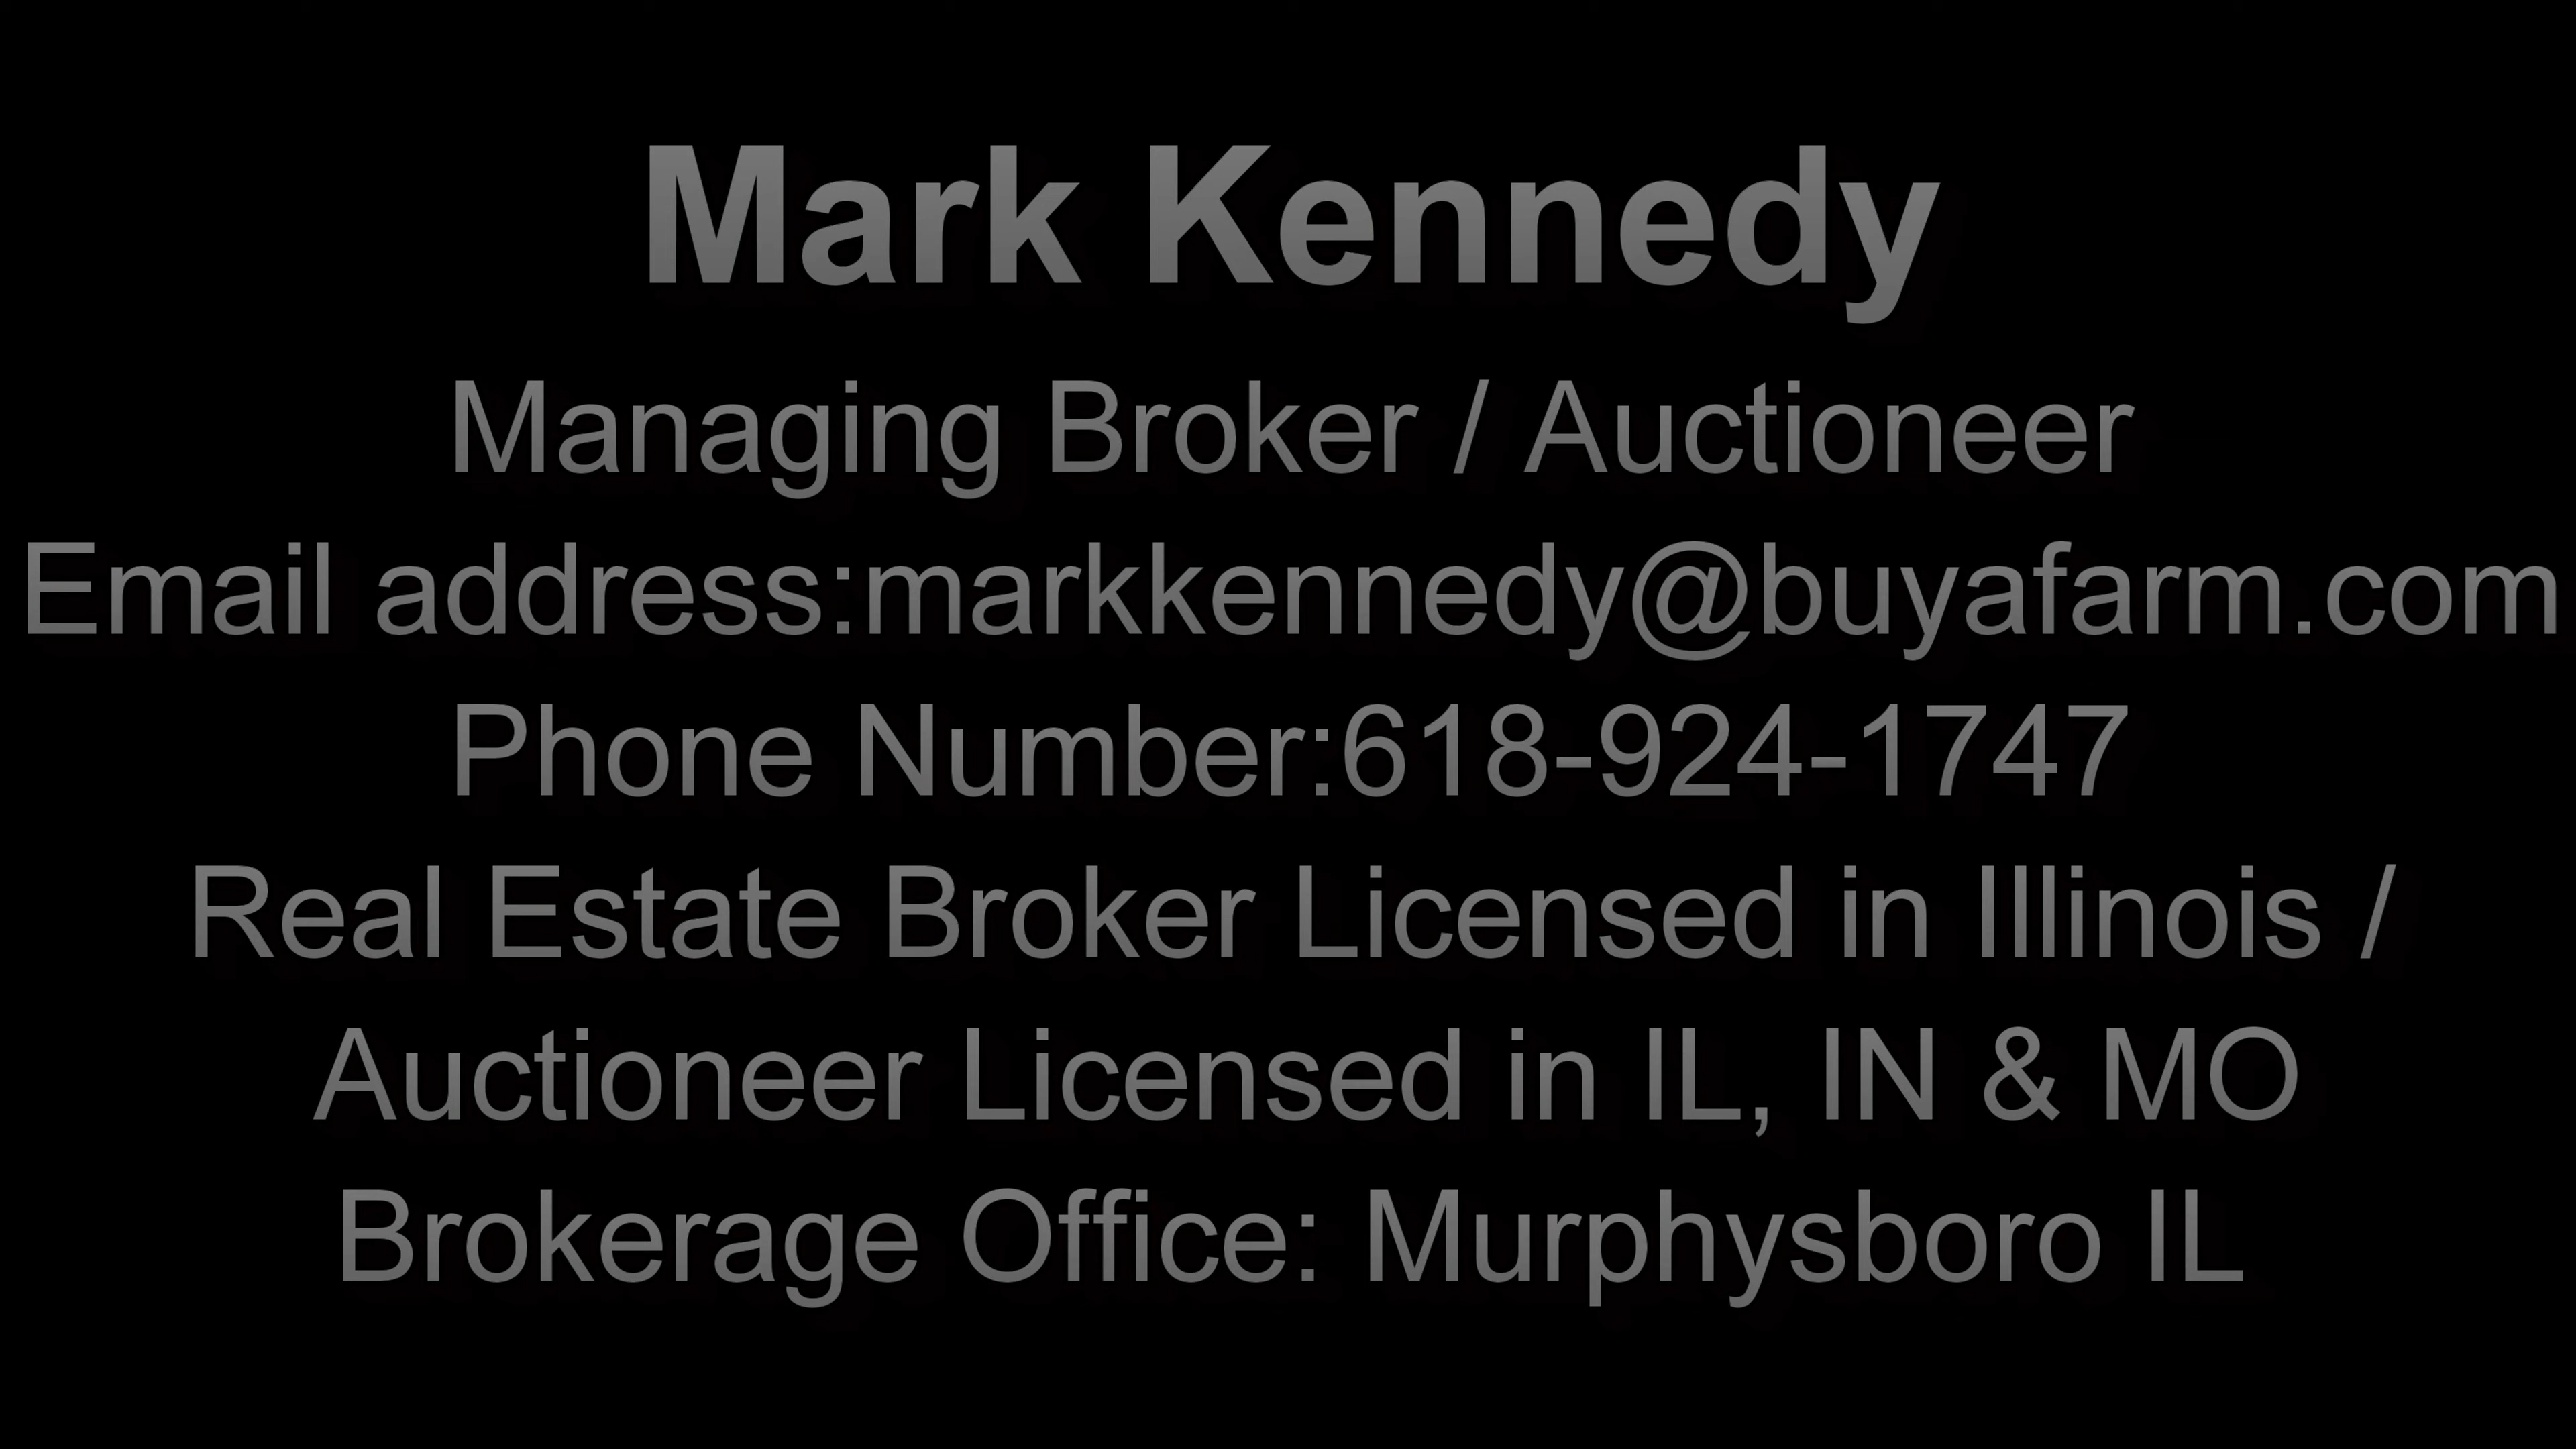 Mark Kennedy
Managing Broker / Auctioneer
Email address:markkennedy@buyafarm.com
Phone Number:618-924-1747
Real Estate Broker Licensed in Illinois /
Auctioneer Licensed in IL, IN & MO
Brokerage Office: Murphysboro IL